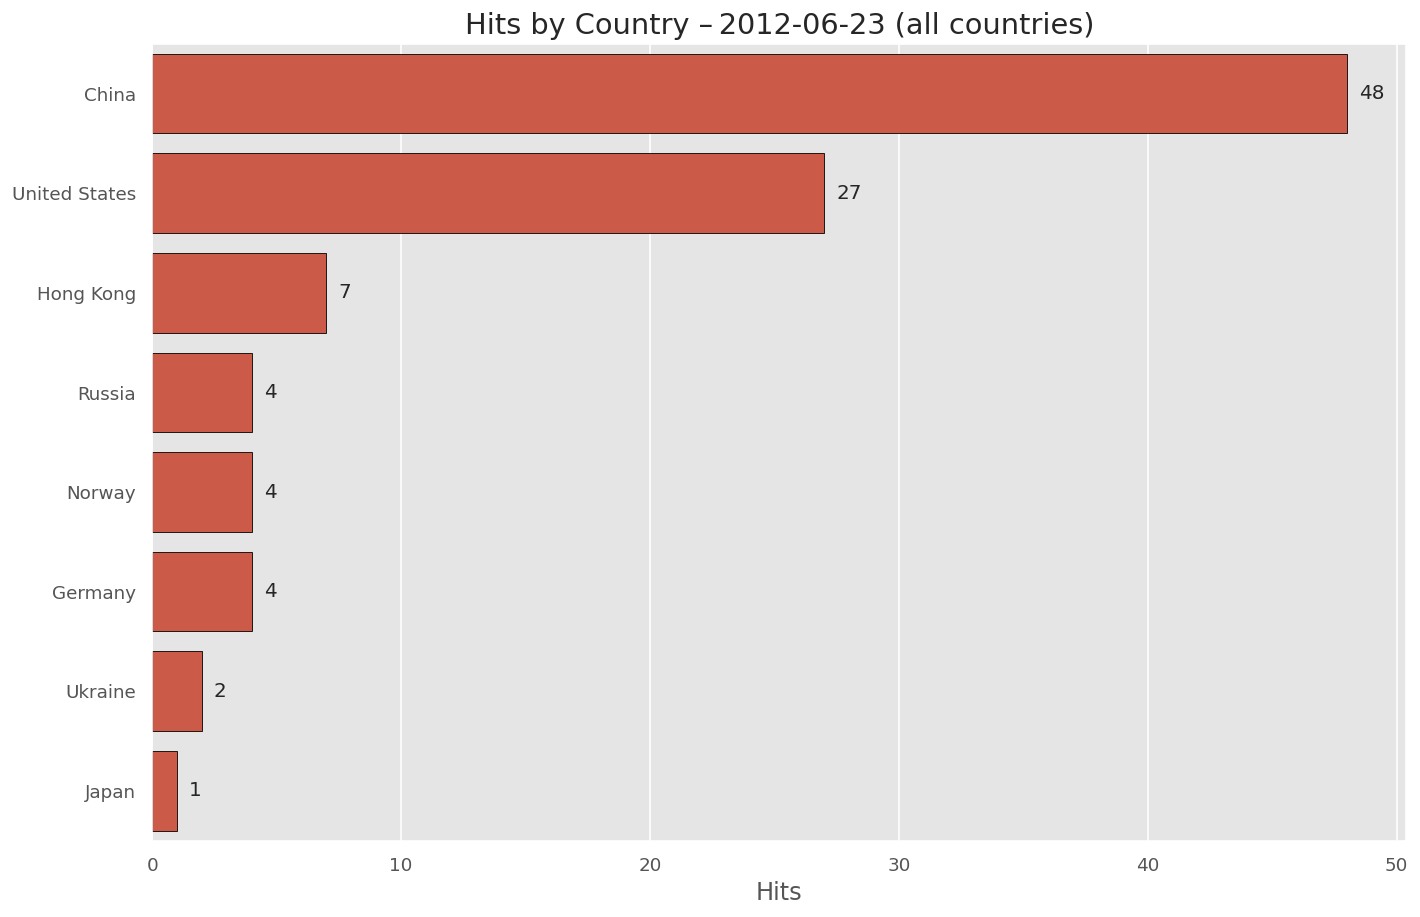 Hits by Country – 2012-06-23 (all countries)
China 48
United States 27
Hong Kong 7
Russia 4
Norway 4
Germany 4
Ukraine 2
Japan 1
0 10 20 30 40 50
Hits